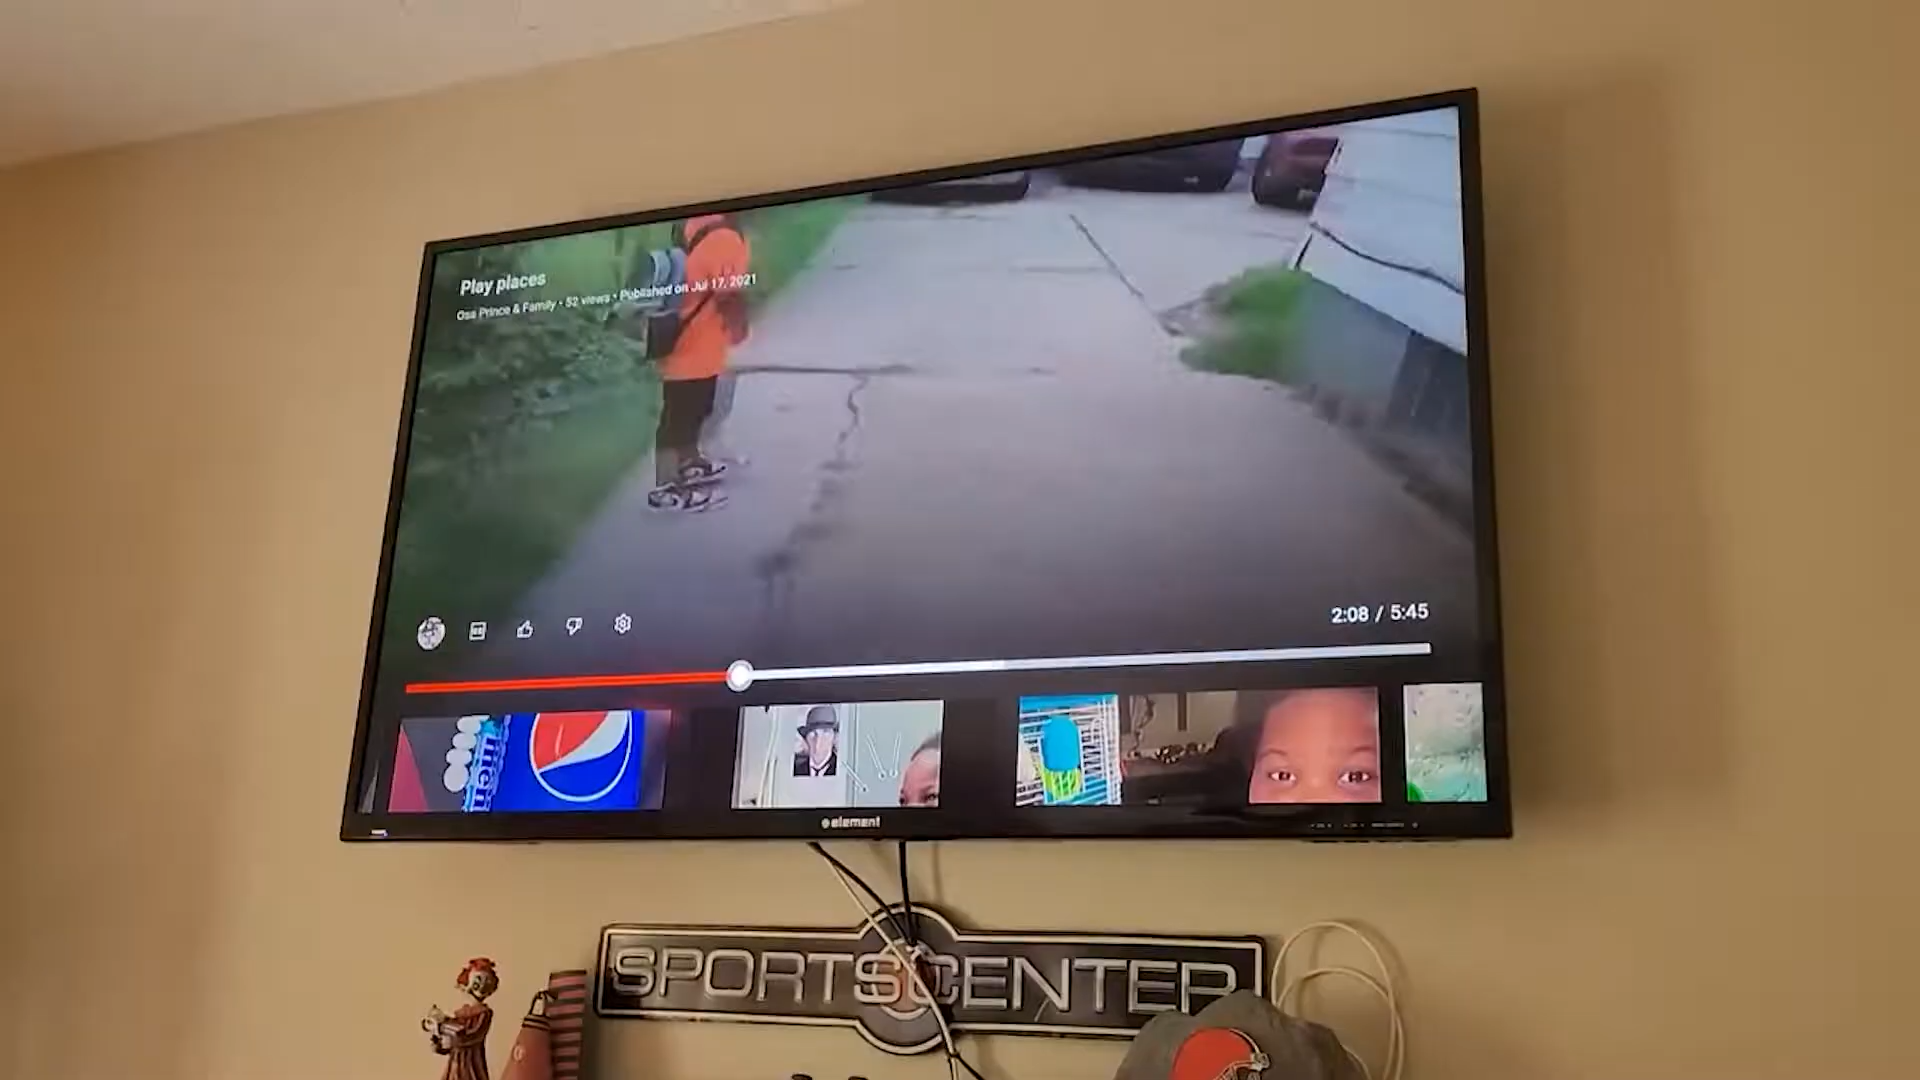 Play places
Osa Prince & Family • 52 views • Published on Jul 17, 2021
2:08 / 5:45
element
SPORTSCENTER